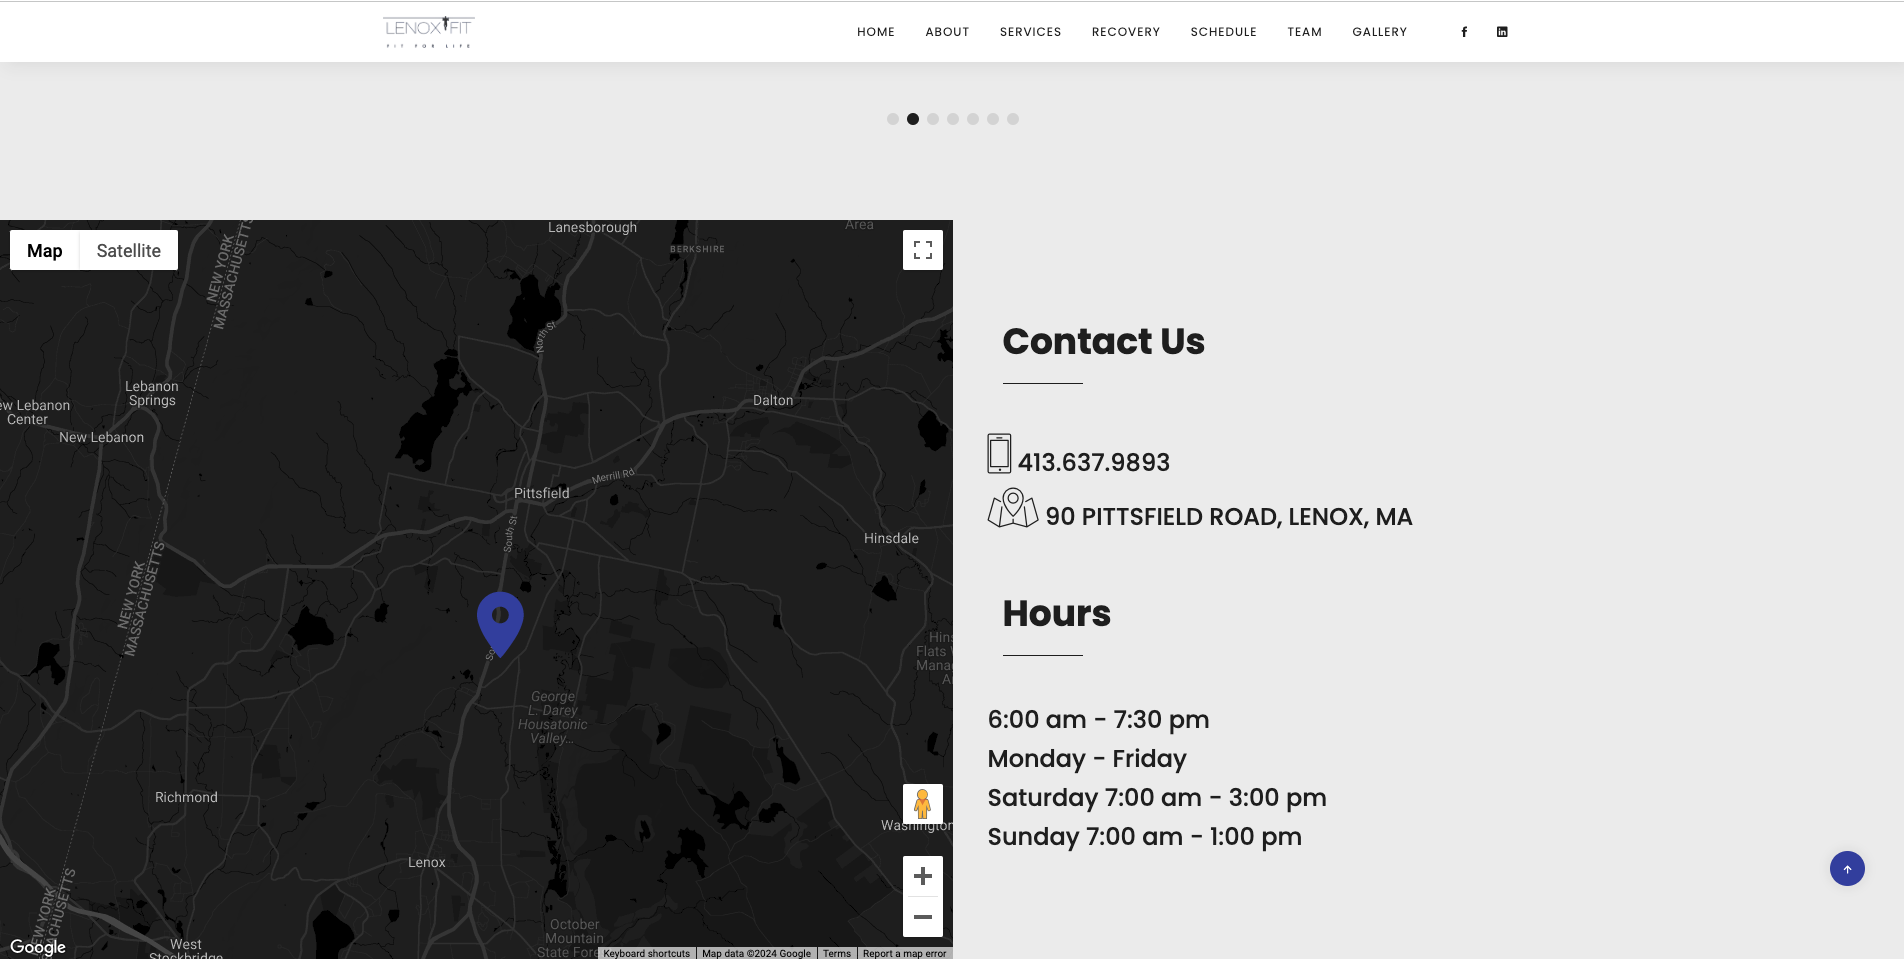 LENOX FIT
FIT FOR LIFE
HOME ABOUT SERVICES RECOVERY SCHEDULE TEAM GALLERY
Map Satellite
Lanesborough
Area
BERKSHIRE
NEW YORK
MASSACHUSETTS
North St
Lebanon
Springs
ew Lebanon
Center
New Lebanon
Dalton
Merrill Rd
Pittsfield
South St
Hinsdale
NEW YORK
MASSACHUSETTS
So
Hins
Flats W
Manag
A
George
L. Darey
Housatonic
Valley...
Richmond
Washington
Lenox
NEW YORK
MASSACHUSETTS
October
Mountain
State Fore
West
Stockbridge
Google
Keyboard shortcuts Map data ©2024 Google Terms Report a map error
Contact Us
413.637.9893
90 PITTSFIELD ROAD, LENOX, MA
Hours
6:00 am - 7:30 pm
Monday - Friday
Saturday 7:00 am - 3:00 pm
Sunday 7:00 am - 1:00 pm